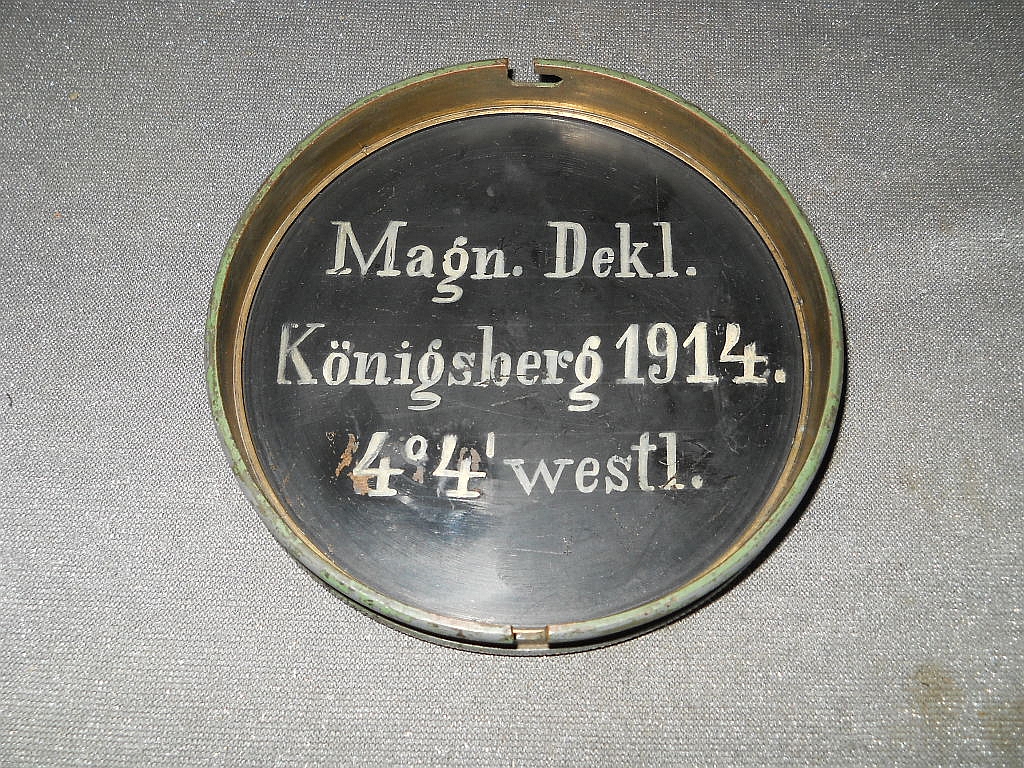 Magn. Dekl.
Königsberg 1914.
4°4' westl.